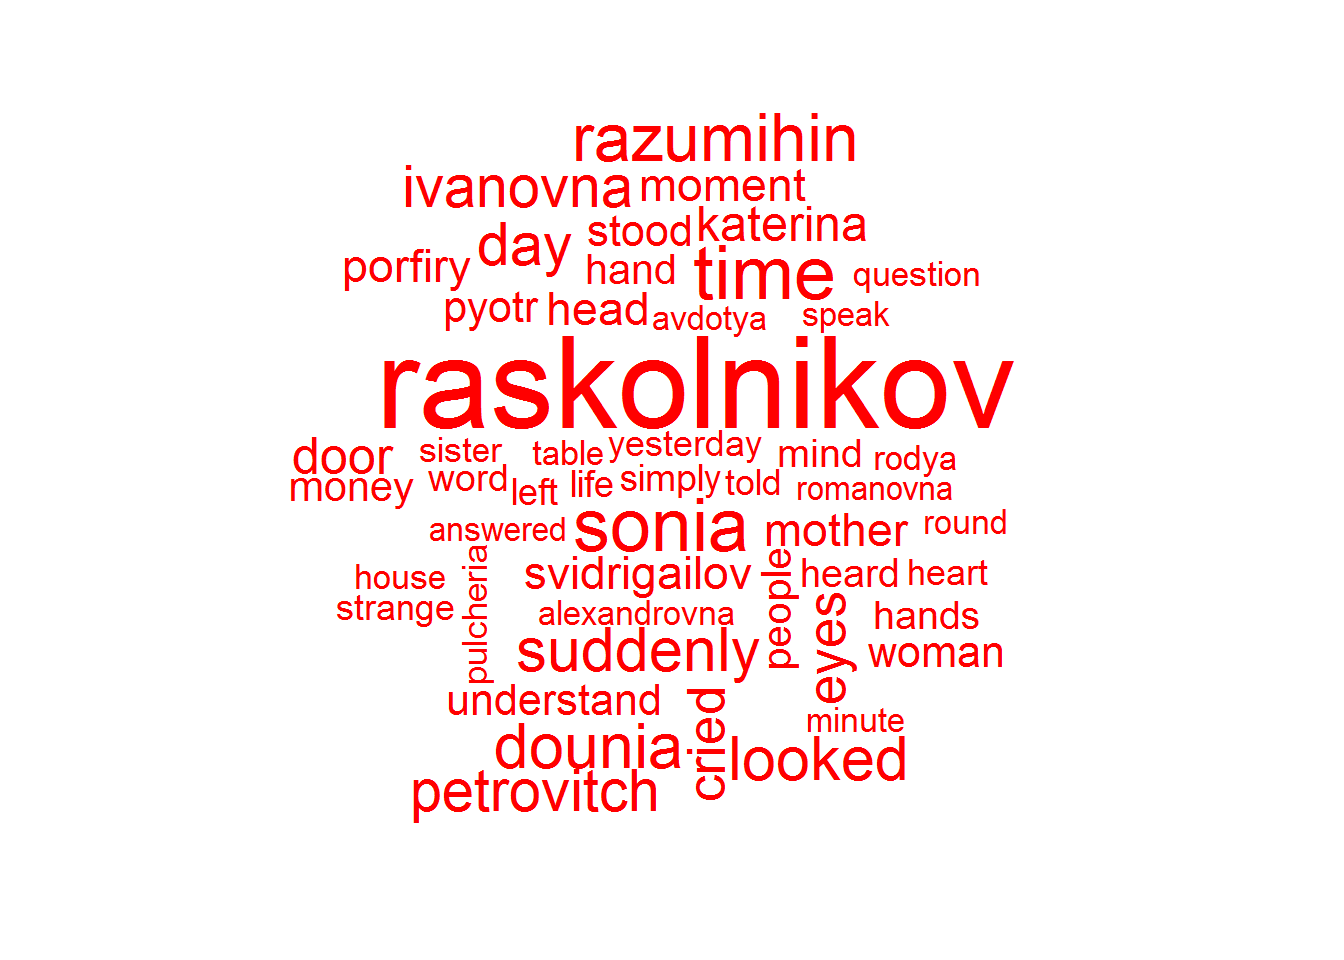 razumihin
ivanovna moment
day stood katerina
porfiry hand time question
pyotr head avdotya speak
raskolnikov
door sister table yesterday mind rodya
money word left life simply told romanovna
answered sonia mother round
house pulcheria svidrigailov people heard heart
strange alexandrovna eyes hands
suddenly woman
understand cried minute
dounia looked
petrovitch